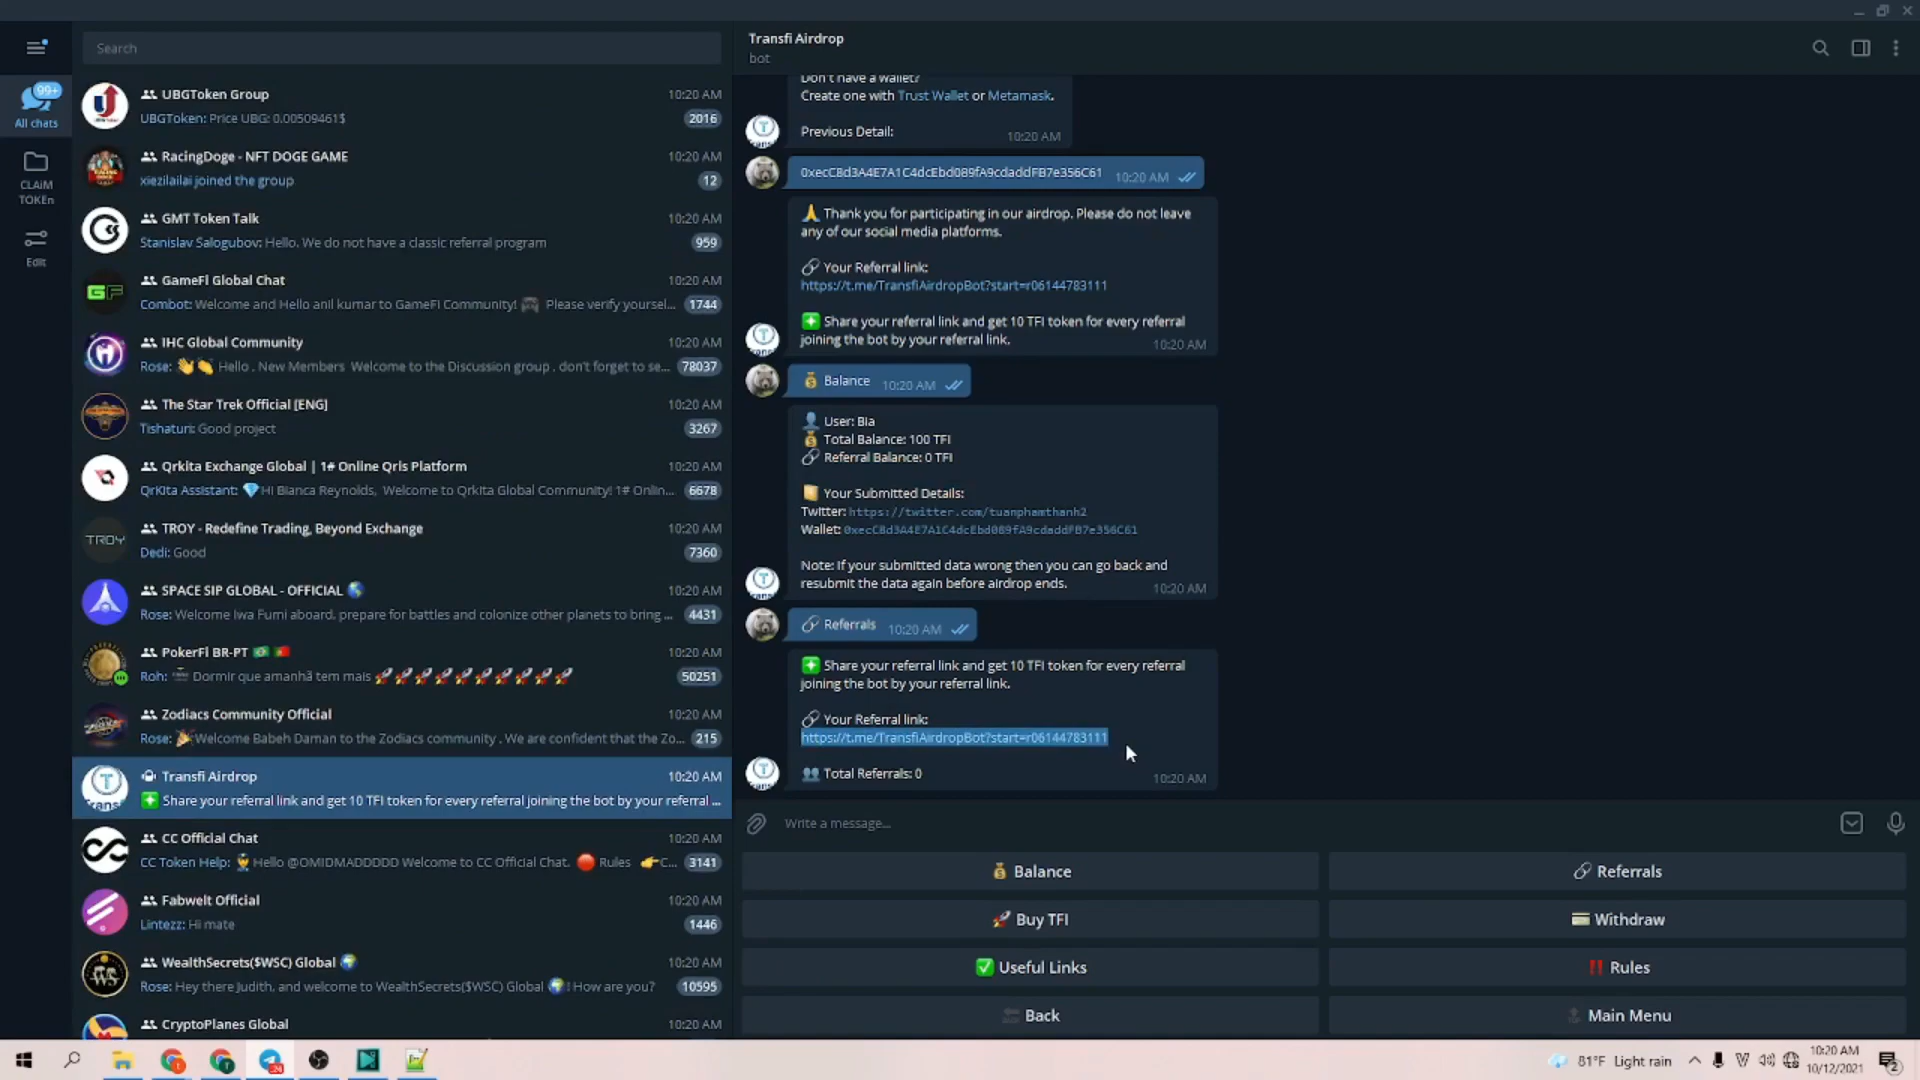 Search
99+
All chats
CLAIM
TOKEn
Edit
UBGToken Group 10:20 AM
UBGToken: Price UBG: 0.00509461$ 2016
RacingDoge - NFT DOGE GAME 10:20 AM
xiezilailai joined the group 12
GMT Token Talk 10:20 AM
Stanislav Salogubov: Hello. We do not have a classic referral program 959
GameFi Global Chat 10:20 AM
Combot: Welcome and Hello anil kumar to GameFi Community! 🎮 Please verify yoursel... 1744
IHC Global Community 10:20 AM
Rose: 👋 👏 Hello . New Members Welcome to the Discussion group . don't forget to se... 78037
The Star Trek Official [ENG] 10:20 AM
Tishaturi: Good project 3267
Qrkita Exchange Global | 1# Online Qris Platform 10:20 AM
QrKita Assistant: 💎Hi Bianca Reynolds, Welcome to Qrkita Global Community! 1# Onlin... 6678
TROY - Redefine Trading, Beyond Exchange 10:20 AM
Dedi: Good 7360
SPACE SIP GLOBAL - OFFICIAL 🌎 10:20 AM
Rose: Welcome Iwa Fumi aboard, prepare for battles and colonize other planets to bring ... 4431
PokerFi BR-PT 🇧🇷 🇵🇹 10:20 AM
Roh: Dormir que amanhã tem mais 🚀🚀🚀🚀🚀🚀🚀🚀🚀🚀 50251
Zodiacs Community Official 10:20 AM
Rose: 🎉Welcome Babeh Daman to the Zodiacs community . We are confident that the Zo... 215
Transfi Airdrop 10:20 AM
Share your referral link and get 10 TFI token for every referral joining the bot by your referral ...
CC Official Chat 10:20 AM
CC Token Help: Hello @OMIDMADDDDD Welcome to CC Official Chat. 🔴 Rules 👉C... 3141
Fabwelt Official 10:20 AM
Lintezz: Hi mate 1446
WealthSecrets($WSC) Global 🌍 10:20 AM
Rose: Hey there Judith, and welcome to WealthSecrets($WSC) Global 🌍! How are you? 10595
CryptoPlanes Global 10:20 AM
Transfi Airdrop
bot
Don't have a wallet?
Create one with Trust Wallet or Metamask.
Previous Detail: 10:20 AM
0xecC8d3A4E7A1C4dcEbd089fA9cdaddFB7e356C61 10:20 AM
🙏 Thank you for participating in our airdrop. Please do not leave
any of our social media platforms.
🔗 Your Referral link:
https://t.me/TransfiAirdropBot?start=r06144783111
Share your referral link and get 10 TFI token for every referral
joining the bot by your referral link. 10:20 AM
💰 Balance 10:20 AM
👤 User: Bia
💰 Total Balance: 100 TFI
🔗 Referral Balance: 0 TFI
Your Submitted Details:
Twitter: https://twitter.com/tuanphamthanh2
Wallet: 0xecC8d3A4E7A1C4dcEbd089fA9cdaddFB7e356C61
Note: If your submitted data wrong then you can go back and
resubmit the data again before airdrop ends. 10:20 AM
🔗 Referrals 10:20 AM
Share your referral link and get 10 TFI token for every referral
joining the bot by your referral link.
🔗 Your Referral link:
https://t.me/TransfiAirdropBot?start=r06144783111
👥 Total Referrals: 0 10:20 AM
Write a message...
💰 Balance
🔗 Referrals
🚀 Buy TFI
💳 Withdraw
✅ Useful Links
‼️ Rules
Back
Main Menu
81°F Light rain
10:20 AM
10/12/2021
2